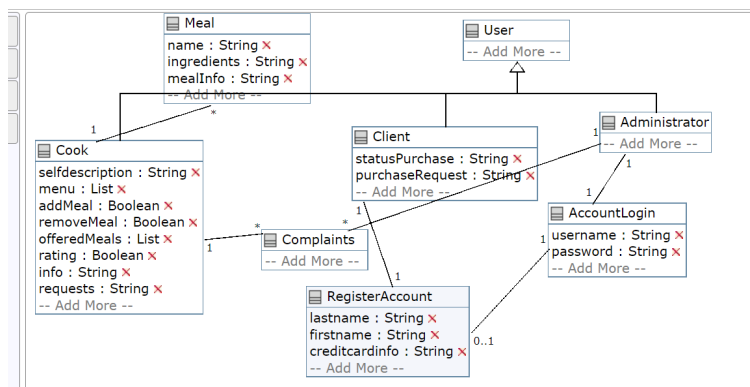 Meal
name : String
ingredients : String
mealInfo : String
-- Add More --
User
-- Add More --
Cook
selfdescription : String
menu : List
addMeal : Boolean
removeMeal : Boolean
offeredMeals : List
rating : Boolean
info : String
requests : String
-- Add More --
Client
statusPurchase : String
purchaseRequest : String
-- Add More --
Administrator
-- Add More --
Complaints
-- Add More --
AccountLogin
username : String
password : String
-- Add More --
RegisterAccount
lastname : String
firstname : String
creditcardinfo : String
-- Add More --
1
*
1
*
1
*
1
1
1
1
1
0..1